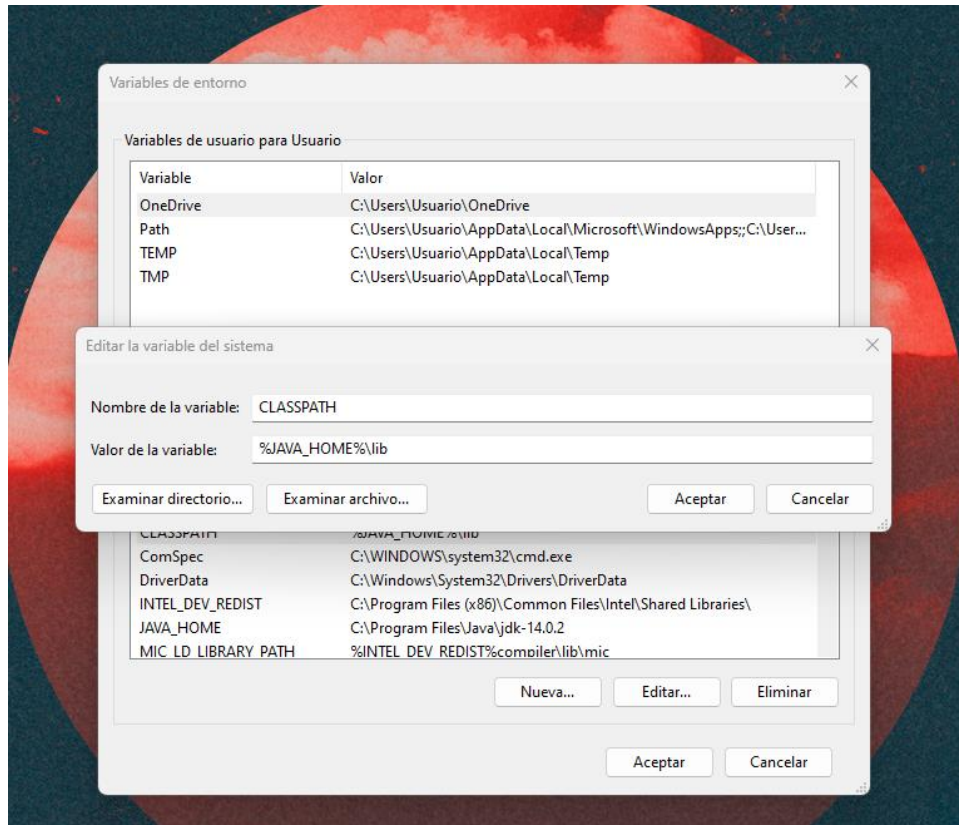 Variables de entorno
Variables de usuario para Usuario
Variable Valor
OneDrive C:\Users\Usuario\OneDrive
Path C:\Users\Usuario\AppData\Local\Microsoft\WindowsApps;;C:\User...
TEMP C:\Users\Usuario\AppData\Local\Temp
TMP C:\Users\Usuario\AppData\Local\Temp
Editar la variable del sistema
Nombre de la variable: CLASSPATH
Valor de la variable: %JAVA_HOME%\lib
Examinar directorio... Examinar archivo... Aceptar Cancelar
CLASSPATH %JAVA_HOME%\lib
ComSpec C:\WINDOWS\system32\cmd.exe
DriverData C:\Windows\System32\Drivers\DriverData
INTEL_DEV_REDIST C:\Program Files (x86)\Common Files\Intel\Shared Libraries\
JAVA_HOME C:\Program Files\Java\jdk-14.0.2
MIC_LD_LIBRARY_PATH %INTEL_DEV_REDIST%compiler\lib\mic
Nueva... Editar... Eliminar
Aceptar Cancelar